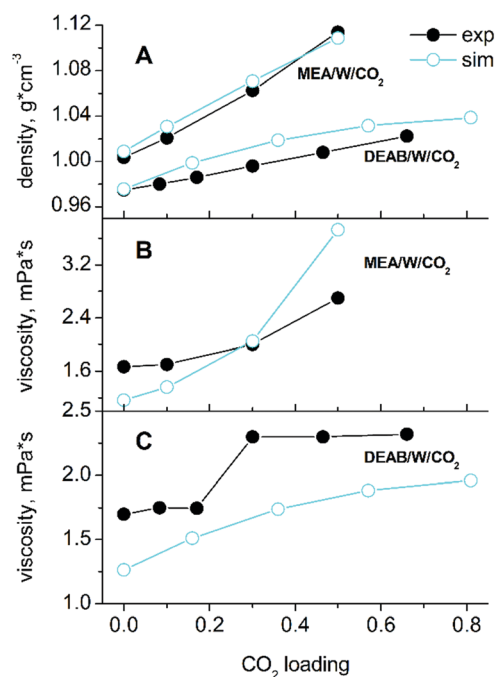 1.12
1.08
1.04
1.00
0.96
density, g*cm⁻³
A
exp
sim
MEA/W/CO₂
DEAB/W/CO₂
3.2
2.4
1.6
viscosity, mPa*s
B
MEA/W/CO₂
2.5
2.0
1.5
1.0
viscosity, mPa*s
C
DEAB/W/CO₂
0.0 0.2 0.4 0.6 0.8
CO₂ loading